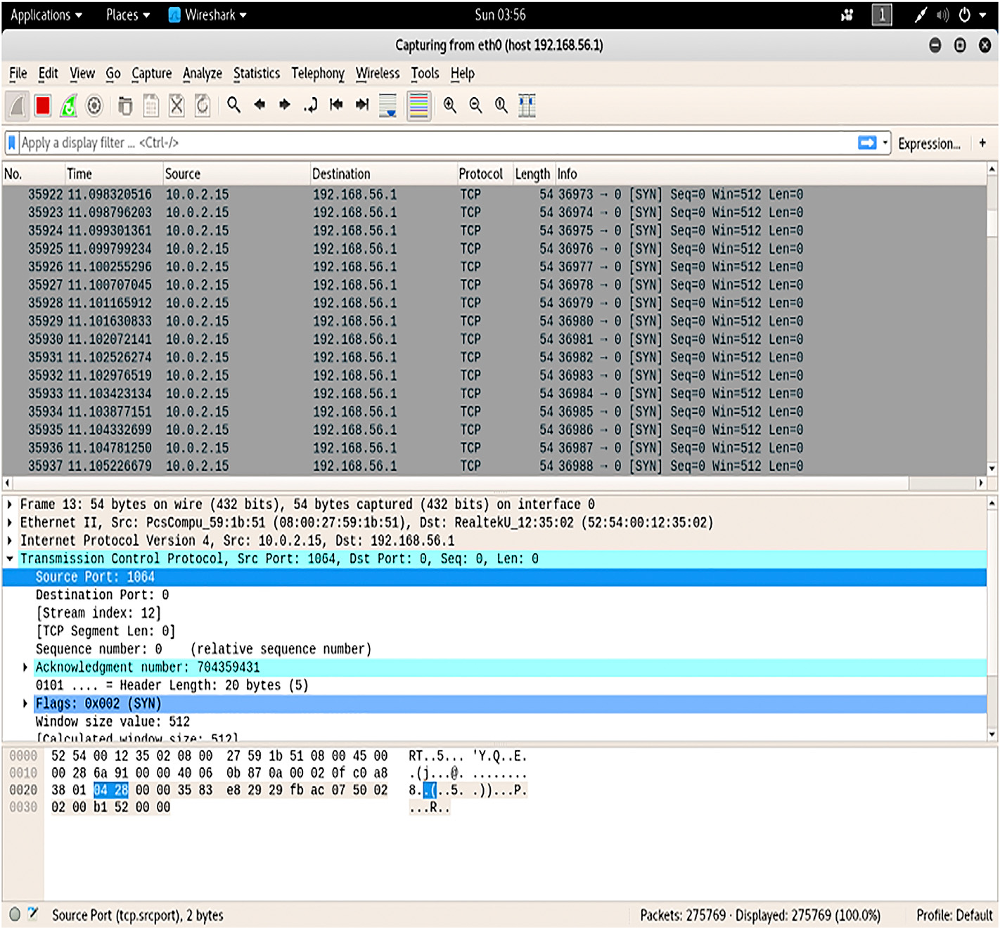 Applications Places Wireshark Sun 03:56 1
Capturing from eth0 (host 192.168.56.1)
File Edit View Go Capture Analyze Statistics Telephony Wireless Tools Help
Apply a display filter ... <Ctrl-/> Expression... +
No. Time Source Destination Protocol Length Info
35922 11.098320516 10.0.2.15 192.168.56.1 TCP 54 36973 → 0 [SYN] Seq=0 Win=512 Len=0
35923 11.098796203 10.0.2.15 192.168.56.1 TCP 54 36974 → 0 [SYN] Seq=0 Win=512 Len=0
35924 11.099301361 10.0.2.15 192.168.56.1 TCP 54 36975 → 0 [SYN] Seq=0 Win=512 Len=0
35925 11.099799234 10.0.2.15 192.168.56.1 TCP 54 36976 → 0 [SYN] Seq=0 Win=512 Len=0
35926 11.100255296 10.0.2.15 192.168.56.1 TCP 54 36977 → 0 [SYN] Seq=0 Win=512 Len=0
35927 11.100707045 10.0.2.15 192.168.56.1 TCP 54 36978 → 0 [SYN] Seq=0 Win=512 Len=0
35928 11.101165912 10.0.2.15 192.168.56.1 TCP 54 36979 → 0 [SYN] Seq=0 Win=512 Len=0
35929 11.101630833 10.0.2.15 192.168.56.1 TCP 54 36980 → 0 [SYN] Seq=0 Win=512 Len=0
35930 11.102072141 10.0.2.15 192.168.56.1 TCP 54 36981 → 0 [SYN] Seq=0 Win=512 Len=0
35931 11.102526274 10.0.2.15 192.168.56.1 TCP 54 36982 → 0 [SYN] Seq=0 Win=512 Len=0
35932 11.102976519 10.0.2.15 192.168.56.1 TCP 54 36983 → 0 [SYN] Seq=0 Win=512 Len=0
35933 11.103423134 10.0.2.15 192.168.56.1 TCP 54 36984 → 0 [SYN] Seq=0 Win=512 Len=0
35934 11.103877151 10.0.2.15 192.168.56.1 TCP 54 36985 → 0 [SYN] Seq=0 Win=512 Len=0
35935 11.104332699 10.0.2.15 192.168.56.1 TCP 54 36986 → 0 [SYN] Seq=0 Win=512 Len=0
35936 11.104781250 10.0.2.15 192.168.56.1 TCP 54 36987 → 0 [SYN] Seq=0 Win=512 Len=0
35937 11.105226679 10.0.2.15 192.168.56.1 TCP 54 36988 → 0 [SYN] Seq=0 Win=512 Len=0
Frame 13: 54 bytes on wire (432 bits), 54 bytes captured (432 bits) on interface 0
Ethernet II, Src: PcsCompu_59:1b:51 (08:00:27:59:1b:51), Dst: RealtekU_12:35:02 (52:54:00:12:35:02)
Internet Protocol Version 4, Src: 10.0.2.15, Dst: 192.168.56.1
Transmission Control Protocol, Src Port: 1064, Dst Port: 0, Seq: 0, Len: 0
Source Port: 1064
Destination Port: 0
[Stream index: 12]
[TCP Segment Len: 0]
Sequence number: 0 (relative sequence number)
Acknowledgment number: 704359431
0101 .... = Header Length: 20 bytes (5)
Flags: 0x002 (SYN)
Window size value: 512
[Calculated window size: 512]
0000 52 54 00 12 35 02 08 00 27 59 1b 51 08 00 45 00 RT..5... 'Y.Q..E.
0010 00 28 6a 91 00 00 40 06 0b 87 0a 00 02 0f c0 a8 .(j...@. ........
0020 38 01 04 28 00 00 35 83 e8 29 29 fb ac 07 50 02 8..(..5. .))...P.
0030 02 00 b1 52 00 00 ...R..
Source Port (tcp.srcport), 2 bytes Packets: 275769 · Displayed: 275769 (100.0%) Profile: Default